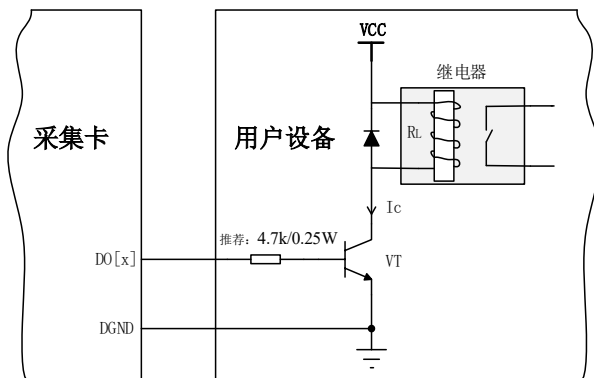 VCC
继电器
采集卡
用户设备
RL
Ic
推荐：4.7k/0.25W
DO[x]
VT
DGND